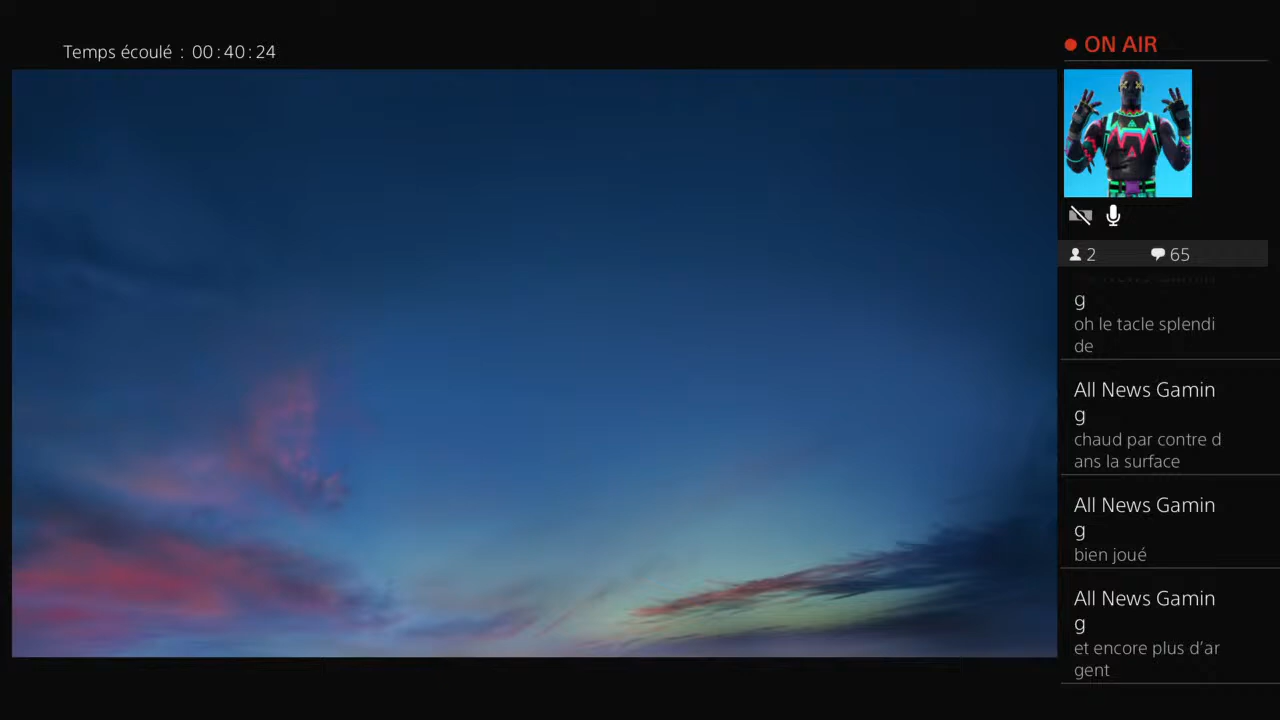 Temps écoulé : 00:40:24
ON AIR
2 65
g
oh le tacle splendi
de
All News Gamin
g
chaud par contre d
ans la surface
All News Gamin
g
bien joué
All News Gamin
g
et encore plus d'ar
gent